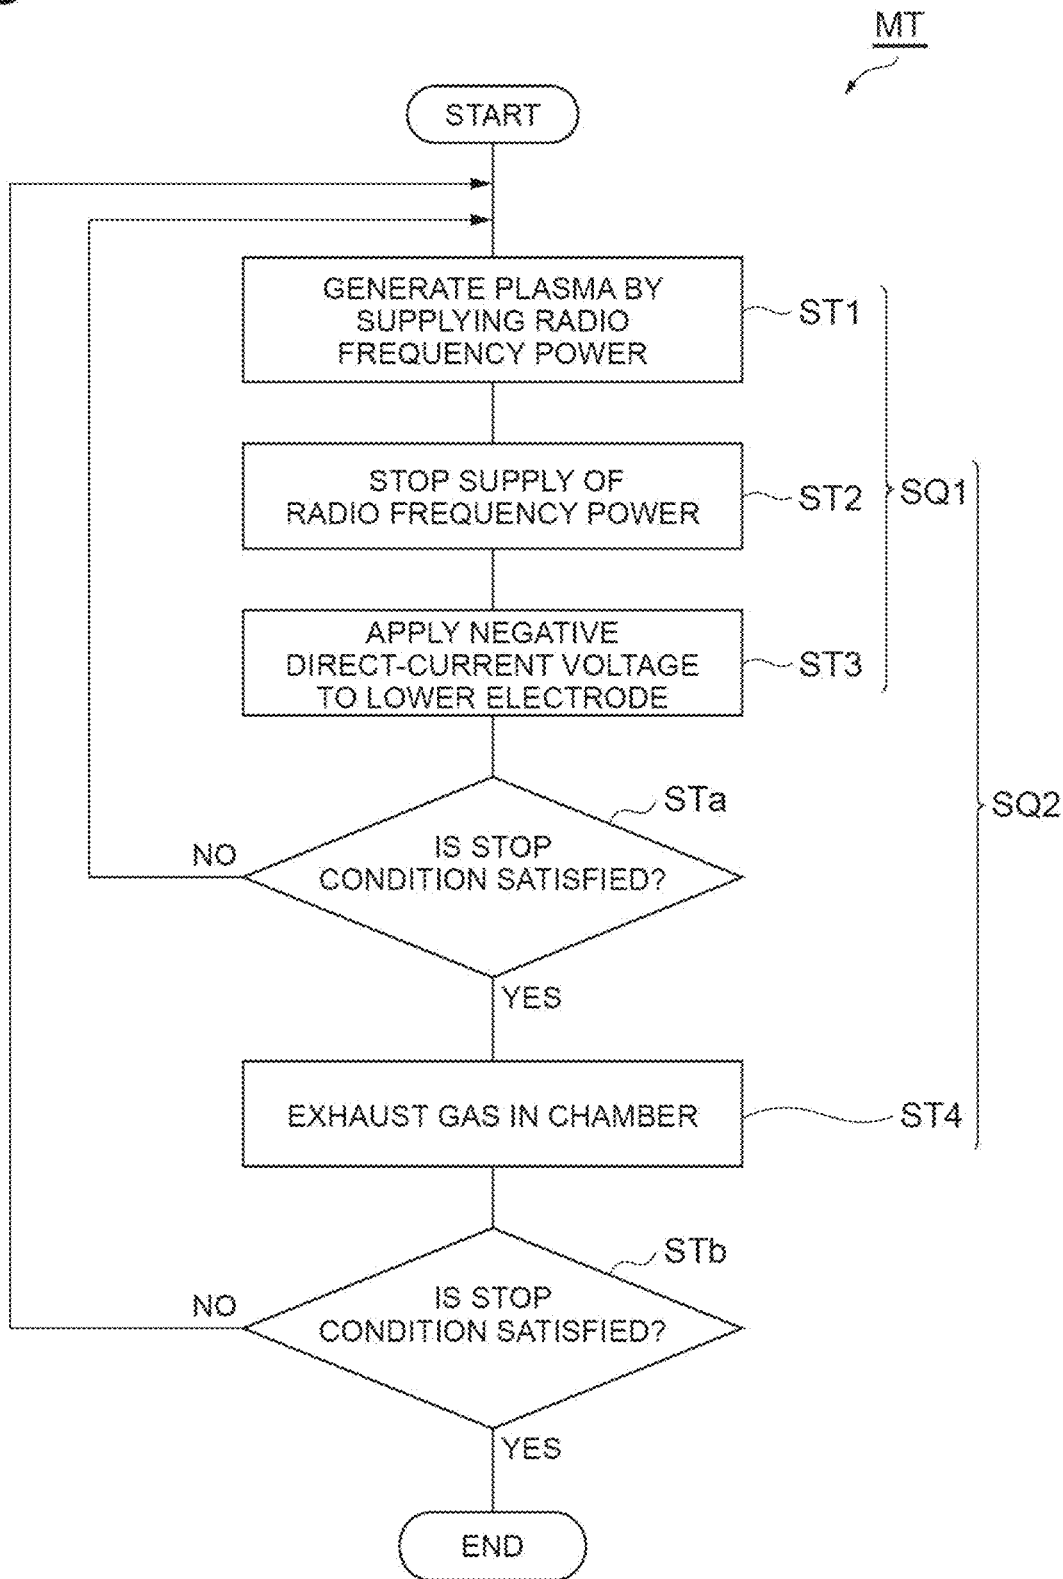 MT
START
GENERATE PLASMA BY
SUPPLYING RADIO
FREQUENCY POWER
ST1
STOP SUPPLY OF
RADIO FREQUENCY POWER
ST2
SQ1
APPLY NEGATIVE
DIRECT-CURRENT VOLTAGE
TO LOWER ELECTRODE
ST3
STa
SQ2
IS STOP
CONDITION SATISFIED?
NO
YES
EXHAUST GAS IN CHAMBER
ST4
STb
IS STOP
CONDITION SATISFIED?
NO
YES
END